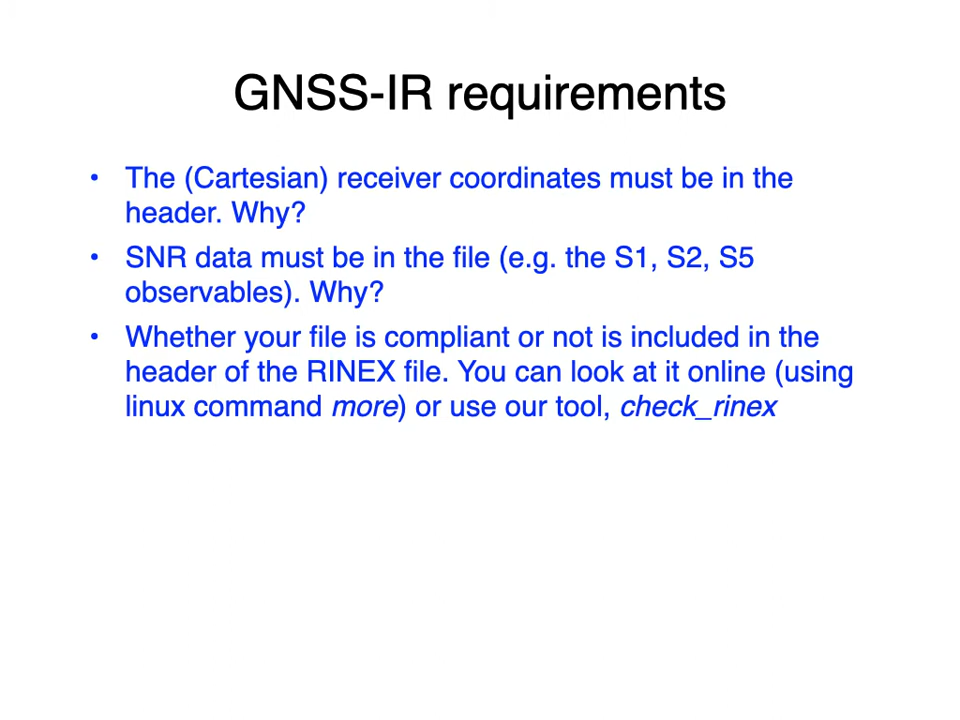 GNSS-IR requirements
• The (Cartesian) receiver coordinates must be in the
header. Why?
• SNR data must be in the file (e.g. the S1, S2, S5
observables). Why?
• Whether your file is compliant or not is included in the
header of the RINEX file. You can look at it online (using
linux command more) or use our tool, check_rinex